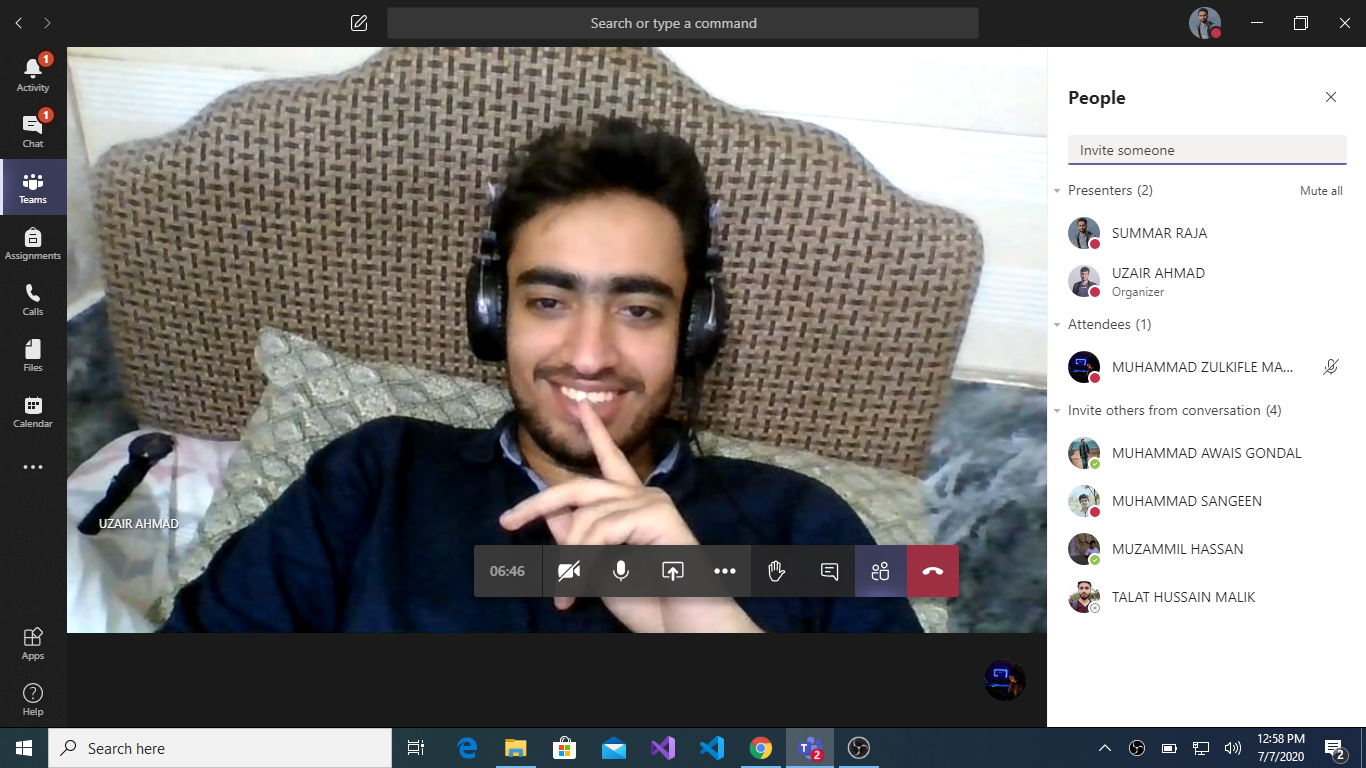 Search or type a command
1
Activity
1
Chat
Teams
Assignments
Calls
Files
Calendar
Apps
Help
UZAIR AHMAD
06:46
People
Invite someone
Presenters (2)
Mute all
SUMMAR RAJA
UZAIR AHMAD
Organizer
Attendees (1)
MUHAMMAD ZULKIFLE MA...
Invite others from conversation (4)
MUHAMMAD AWAIS GONDAL
MUHAMMAD SANGEEN
MUZAMMIL HASSAN
TALAT HUSSAIN MALIK
Search here
T 2
12:58 PM
7/7/2020
2